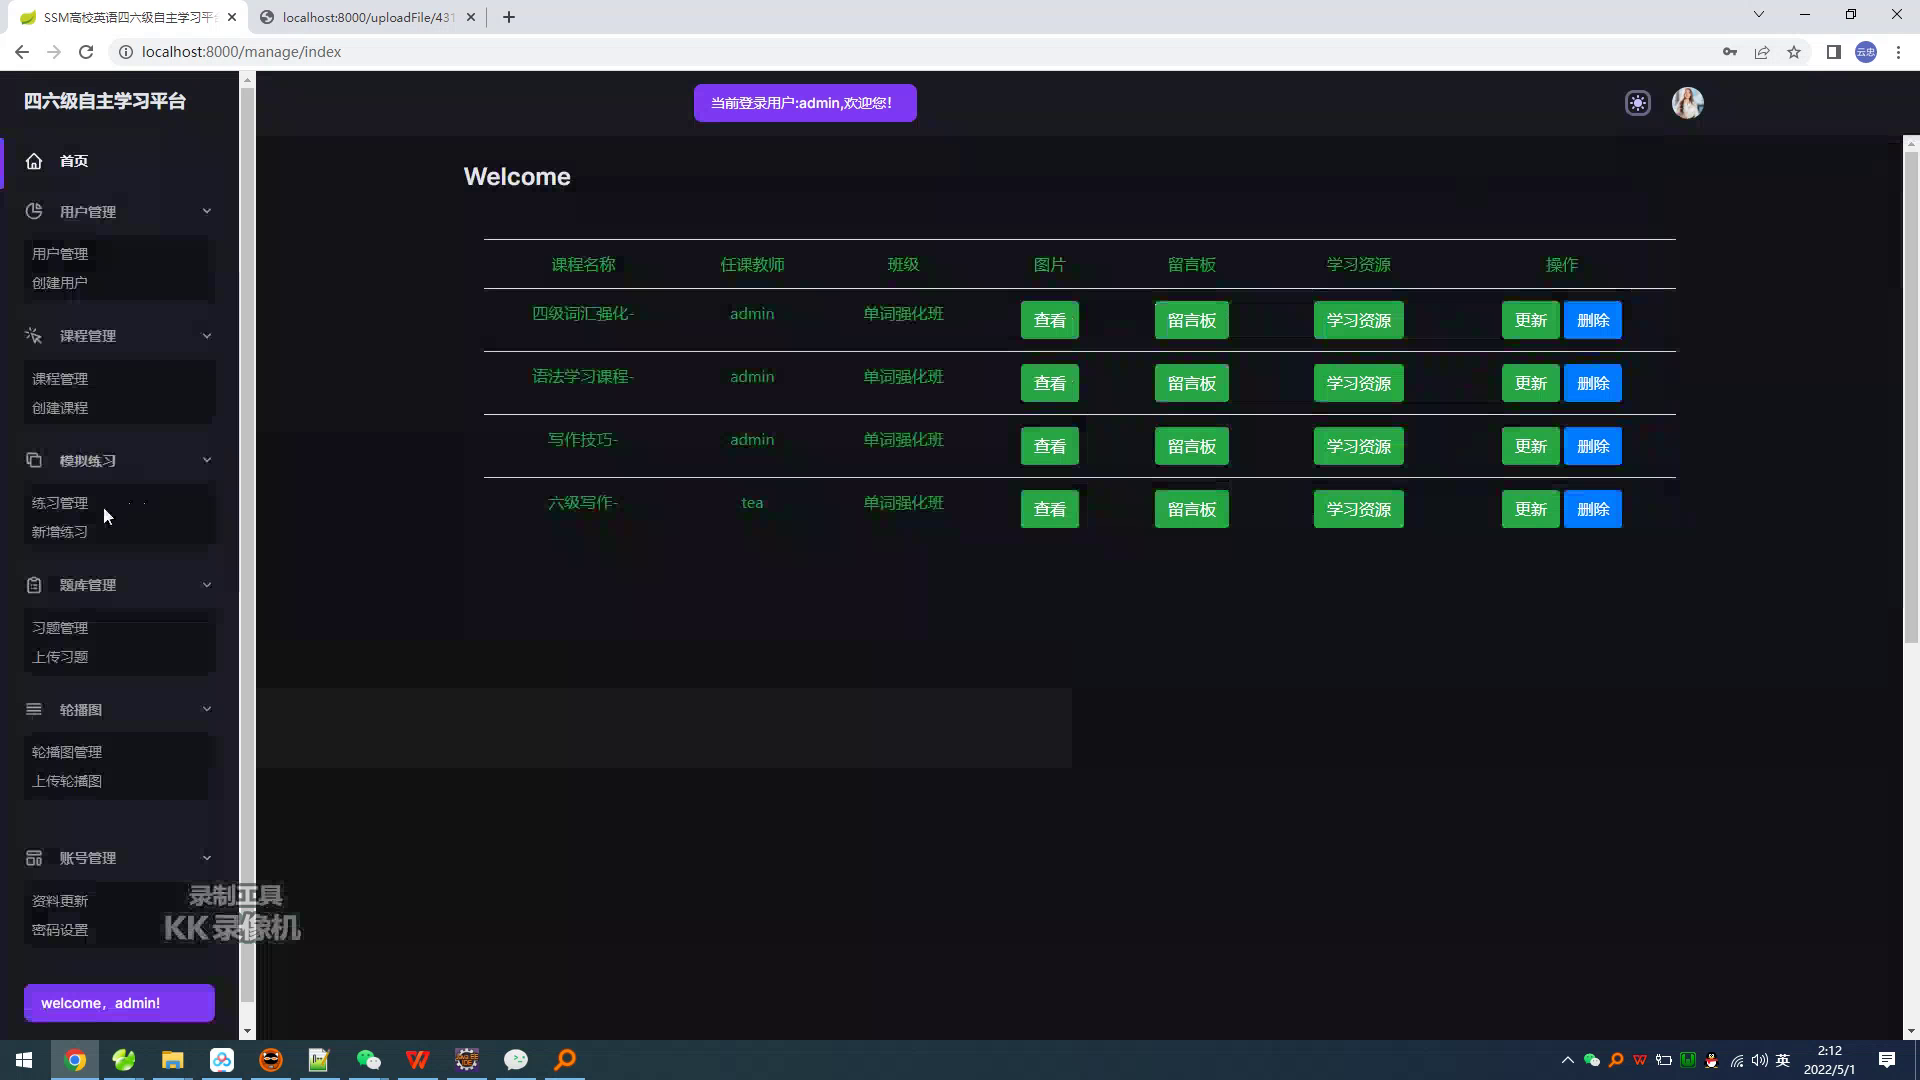 SSM高校英语四六级自主学习平台
localhost:8000/uploadFile/431
localhost:8000/manage/index
云忠
四六级自主学习平台
当前登录用户:admin,欢迎您!
首页
用户管理
用户管理
创建用户
课程管理
课程管理
创建课程
模拟练习
练习管理
新增练习
题库管理
习题管理
上传习题
轮播图
轮播图管理
上传轮播图
账号管理
资料更新
密码设置
welcome，admin!
Welcome
课程名称 任课教师 班级 图片 留言板 学习资源 操作
四级词汇强化- admin 单词强化班 查看 留言板 学习资源 更新 删除
语法学习课程- admin 单词强化班 查看 留言板 学习资源 更新 删除
写作技巧- admin 单词强化班 查看 留言板 学习资源 更新 删除
六级写作- tea 单词强化班 查看 留言板 学习资源 更新 删除
录制工具
KK录像机
英
2:12
2022/5/1